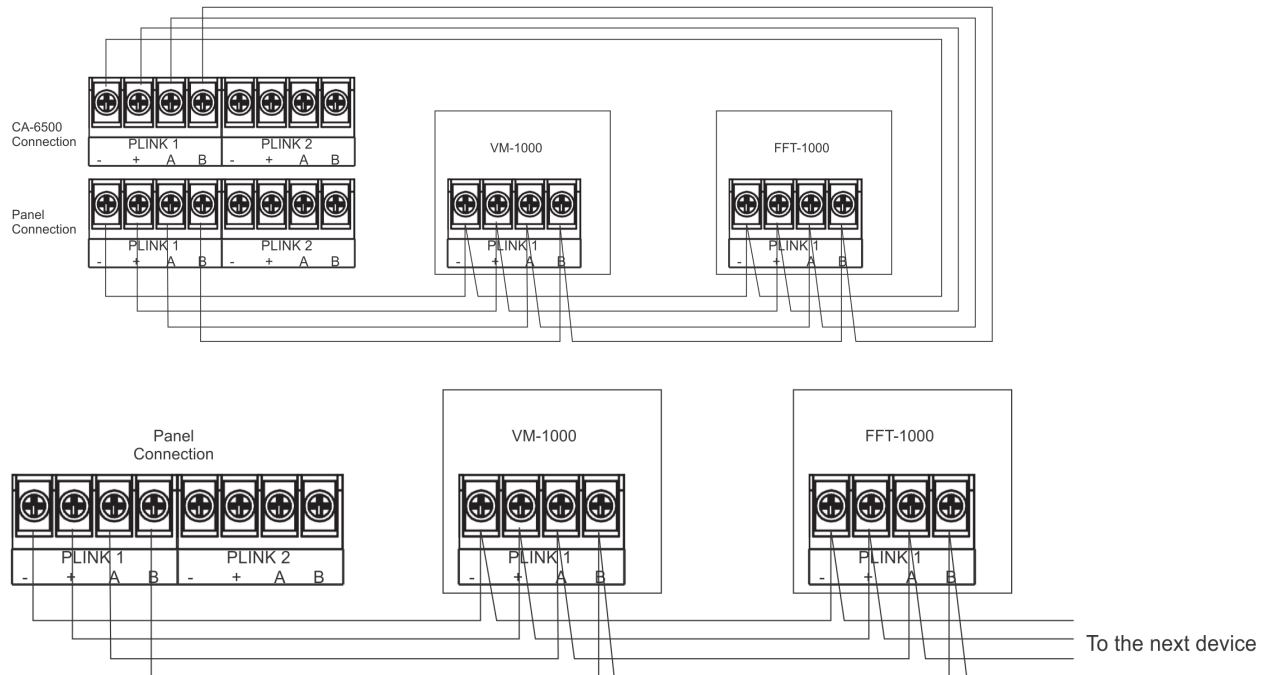 CA-6500
Connection
PLINK 1 PLINK 2
- + A B - + A B
Panel
Connection
PLINK 1 PLINK 2
- + A B - + A B
VM-1000
PLINK 1
- + A B
FFT-1000
PLINK 1
- + A B
Panel
Connection
PLINK 1 PLINK 2
- + A B - + A B
VM-1000
PLINK 1
- + A B
FFT-1000
PLINK 1
- + A B
To the next device